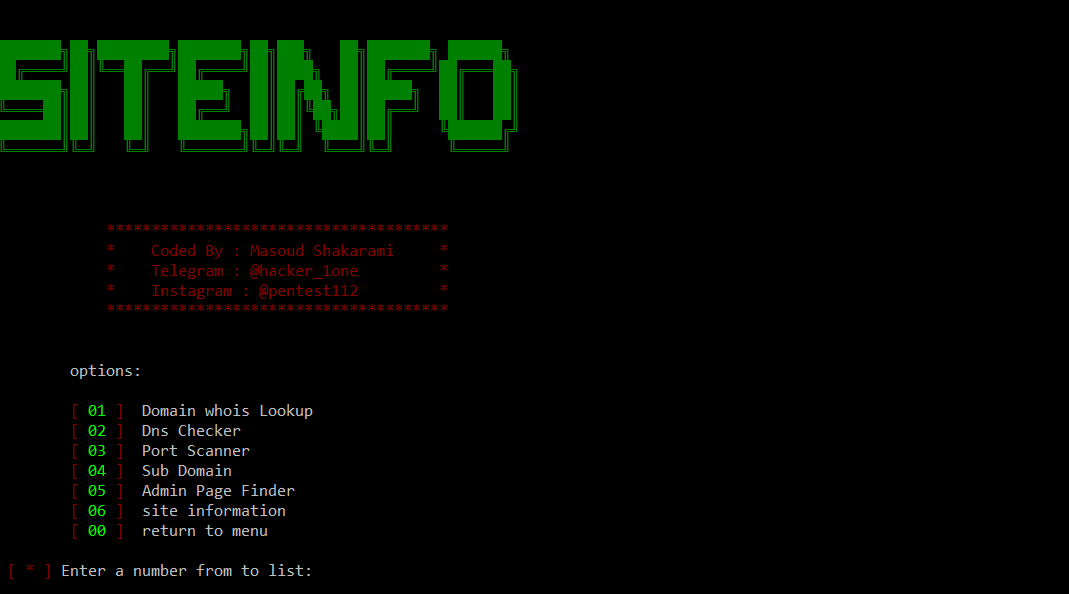 SITEINFO
***************************************
* Coded By : Masoud Shakarami *
* Telegram : @hacker_1one *
* Instagram : @pentest112 *
***************************************
options:
[ 01 ] Domain whois Lookup
[ 02 ] Dns Checker
[ 03 ] Port Scanner
[ 04 ] Sub Domain
[ 05 ] Admin Page Finder
[ 06 ] site information
[ 00 ] return to menu
[ * ] Enter a number from to list: